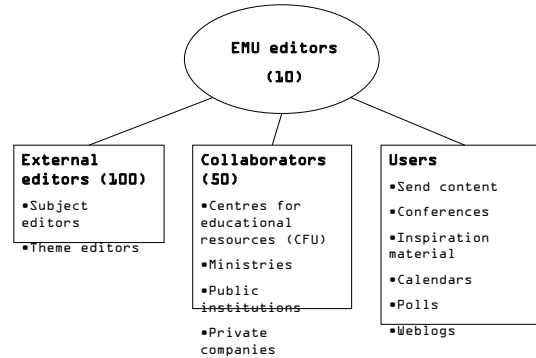 EMU editors
(10)
External
editors (100)
▪Subject
editors
▪Theme editors
Collaborators
(50)
▪Centres for
educational
resources (CFU)
▪Ministries
▪Public
institutions
▪Private
companies
Users
▪Send content
▪Conferences
▪Inspiration
material
▪Calendars
▪Polls
▪Weblogs